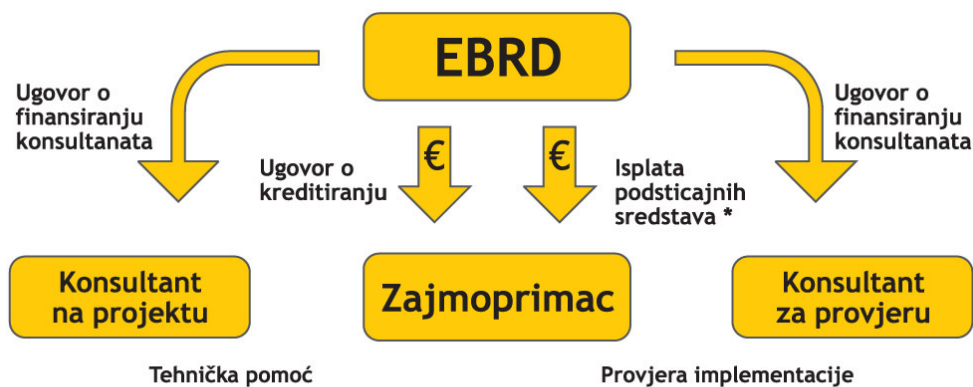 EBRD
Ugovor o
finansiranju
konsultanata
Ugovor o
kreditiranju
€
€
Isplata
podsticajnih
sredstava *
Ugovor o
finansiranju
konsultanata
Konsultant
na projektu
Zajmoprimac
Konsultant
za provjeru
Tehnička pomoć
Provjera implementacije